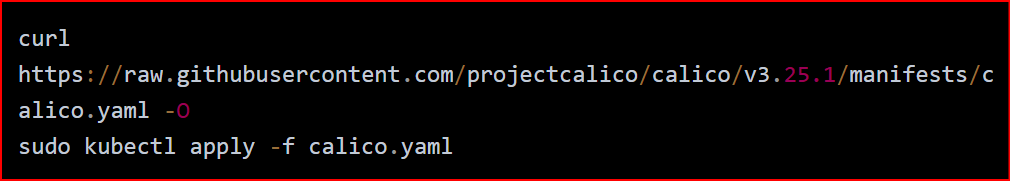 curl
https://raw.githubusercontent.com/projectcalico/calico/v3.25.1/manifests/c
alico.yaml -O
sudo kubectl apply -f calico.yaml